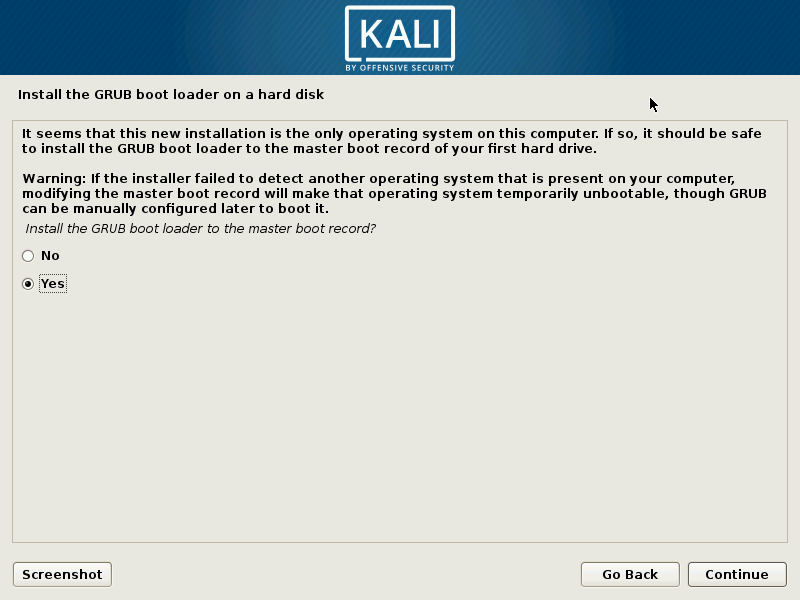 KALI
BY OFFENSIVE SECURITY
Install the GRUB boot loader on a hard disk
It seems that this new installation is the only operating system on this computer. If so, it should be safe
to install the GRUB boot loader to the master boot record of your first hard drive.
Warning: If the installer failed to detect another operating system that is present on your computer,
modifying the master boot record will make that operating system temporarily unbootable, though GRUB
can be manually configured later to boot it.
Install the GRUB boot loader to the master boot record?
No
Yes
Screenshot
Go Back
Continue